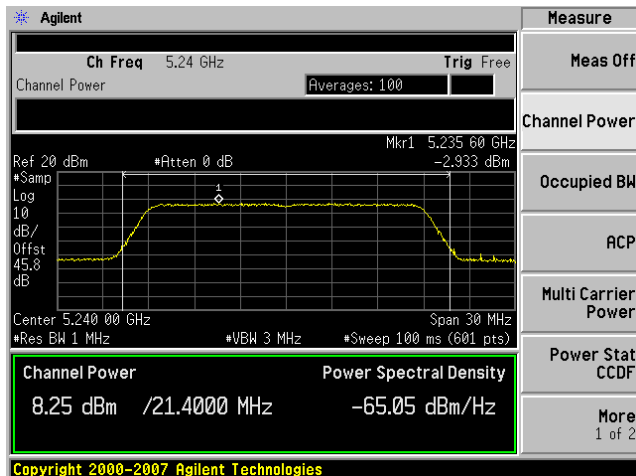 Agilent
Measure
Ch Freq 5.24 GHz Trig Free
Channel Power Averages: 100
Mkr1 5.235 60 GHz
Ref 20 dBm #Atten 0 dB -2.933 dBm
#Samp
Log
10
dB/
Offst
45.8
dB
1
Center 5.240 00 GHz Span 30 MHz
#Res BW 1 MHz #VBW 3 MHz #Sweep 100 ms (601 pts)
Channel Power Power Spectral Density
8.25 dBm /21.4000 MHz -65.05 dBm/Hz
Copyright 2000-2007 Agilent Technologies
Meas Off
Channel Power
Occupied BW
ACP
Multi Carrier
Power
Power Stat
CCDF
More
1 of 2